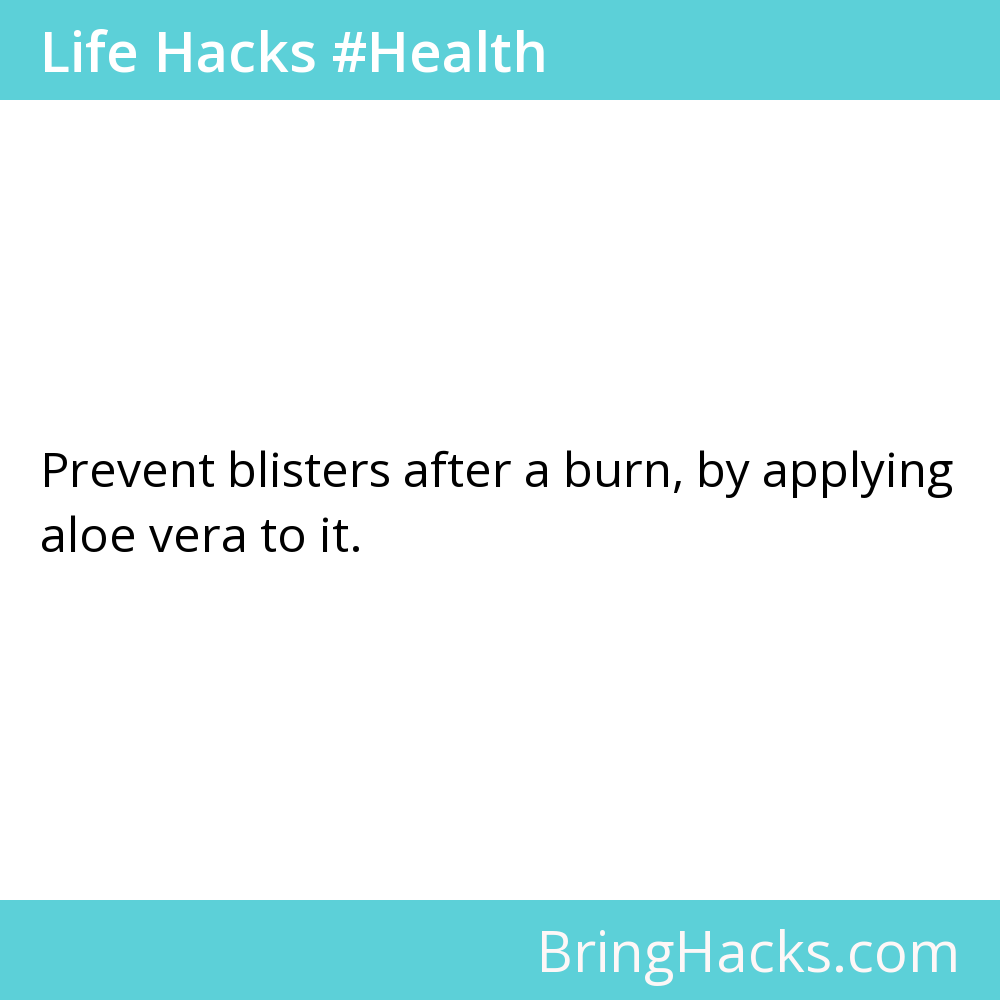 Life Hacks #Health
Prevent blisters after a burn, by applying
aloe vera to it.
BringHacks.com